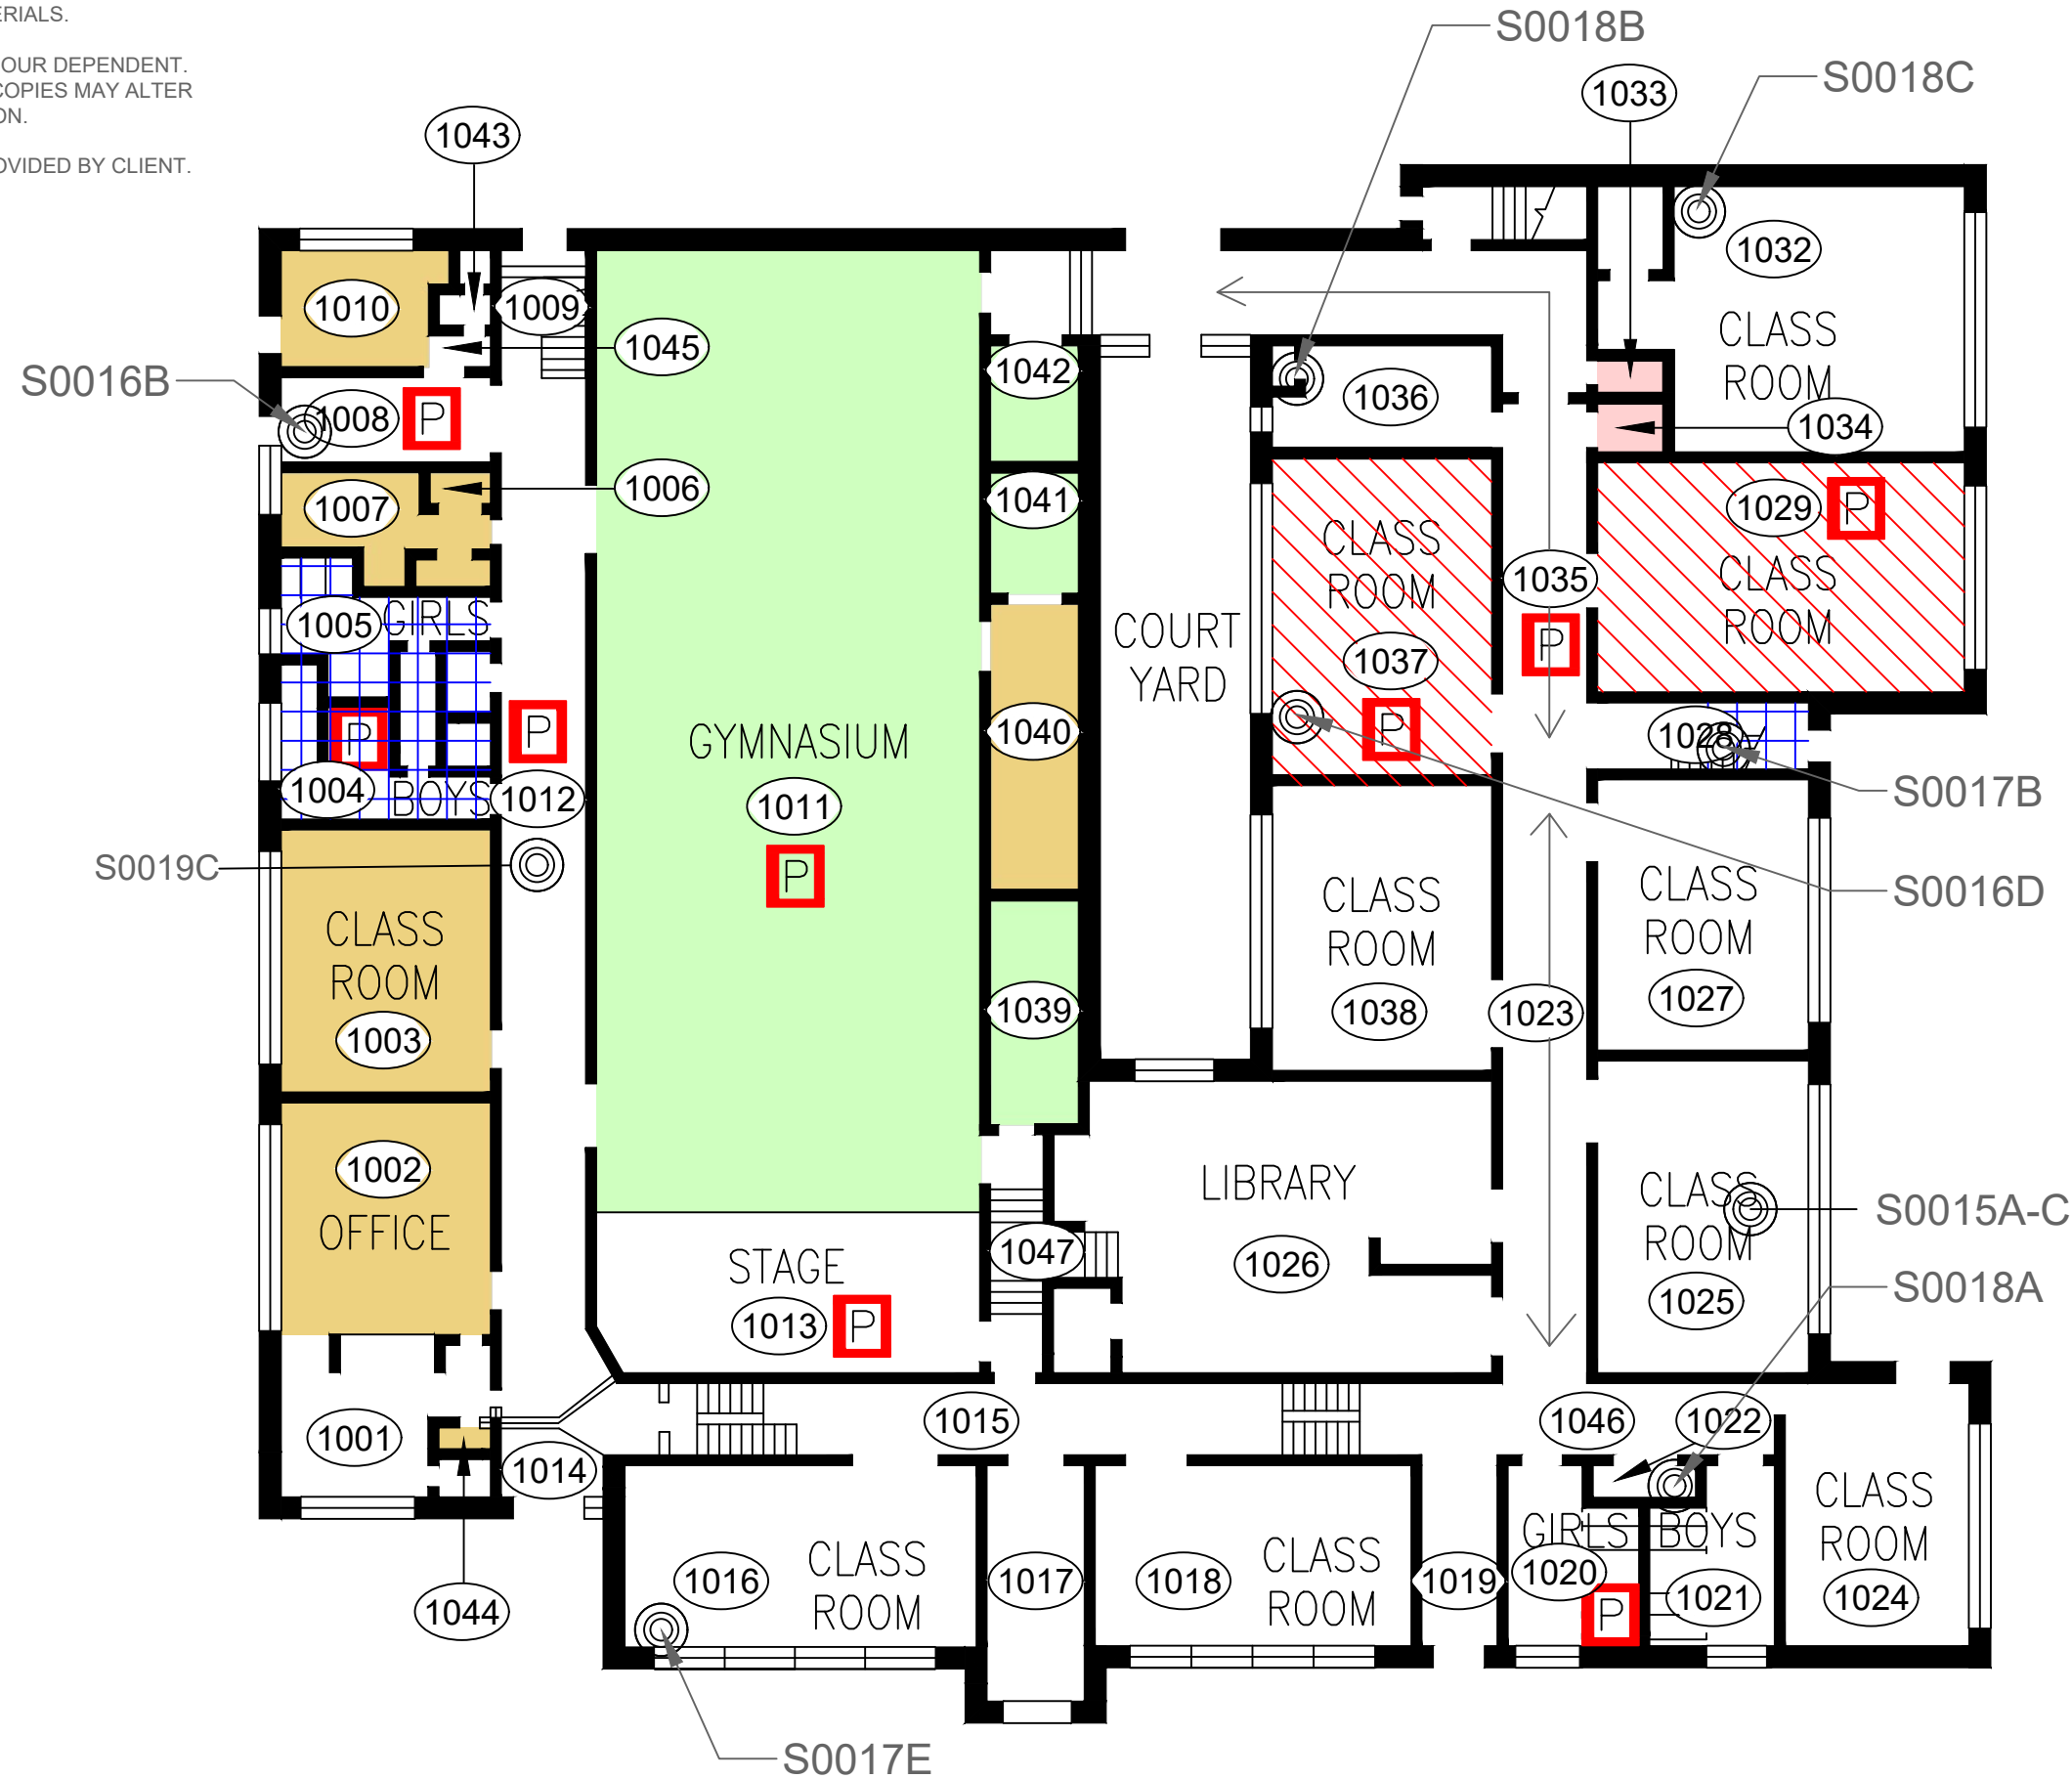 ERIALS.
OUR DEPENDENT.
COPIES MAY ALTER
ON.
OVIDED BY CLIENT.
S0018B
S0018C
1033
1043
1032
CLASS
ROOM
1010
1009
1045
1042
S0016B
1008
P
1036
1034
1006
1007
1041
1029
P
CLASS
ROOM
CLASS
ROOM
1035
P
1005
GIRLS
COURT
YARD
1037
P
P
1004
BOYS
P
1012
GYMNASIUM
1011
P
1040
1028
S0017B
S0019C
S0016D
CLASS
ROOM
1003
CLASS
ROOM
1038
CLASS
ROOM
1027
1023
1039
1002
OFFICE
LIBRARY
1026
CLASS
ROOM
1025
S0015A-C
S0018A
STAGE
1013
P
1047
1001
1014
1015
1046
1022
1044
1016
CLASS
ROOM
1017
1018
CLASS
ROOM
1019
GIRLS
1020
P
BOYS
1021
CLASS
ROOM
1024
S0017E